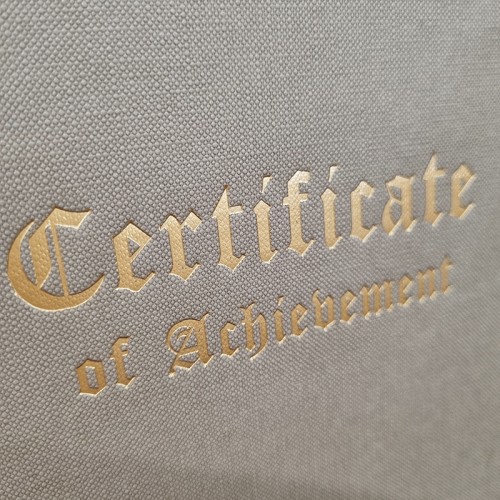 Certificate
of Achievement